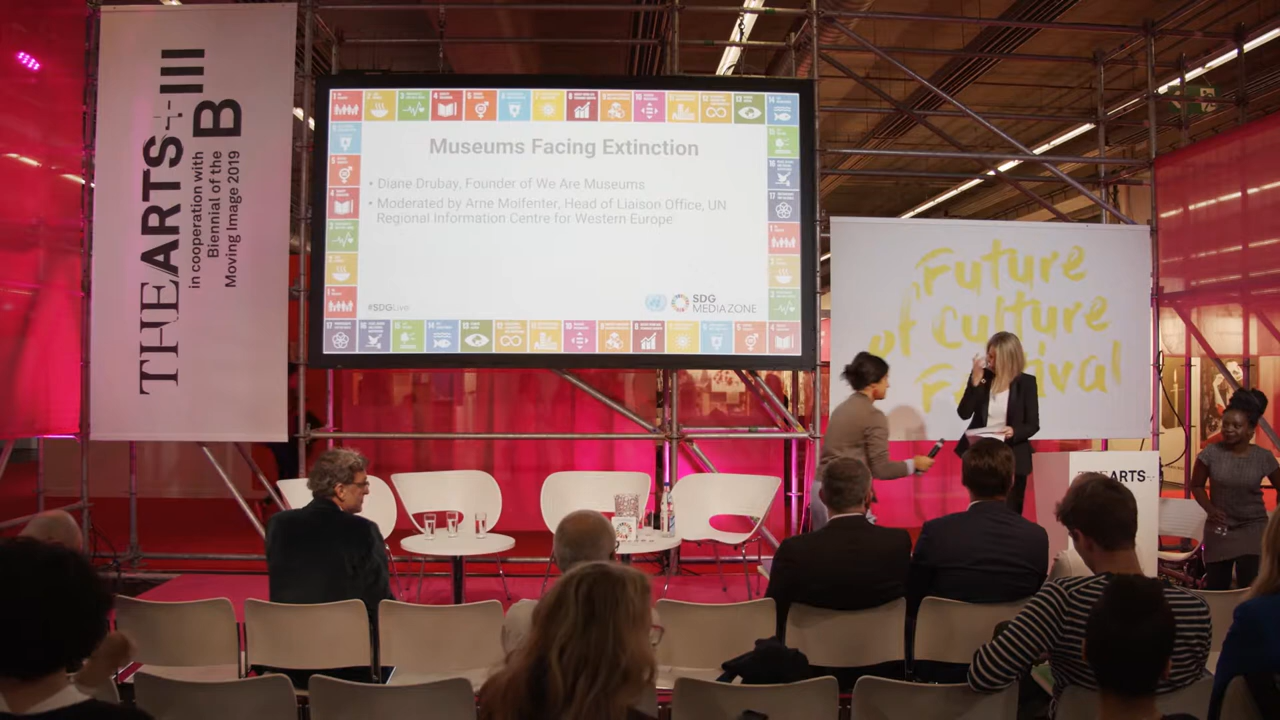 THE ARTS+ III
in cooperation with
Biennial of the B
Moving Image 2019
Museums Facing Extinction
• Diane Drubay, Founder of We Are Museums
• Moderated by Arne Molfenter, Head of Liaison Office, UN
Regional Information Centre for Western Europe
#SDGLive
SDG
MEDIA ZONE
Future
of Culture
Festival
THE ARTS+